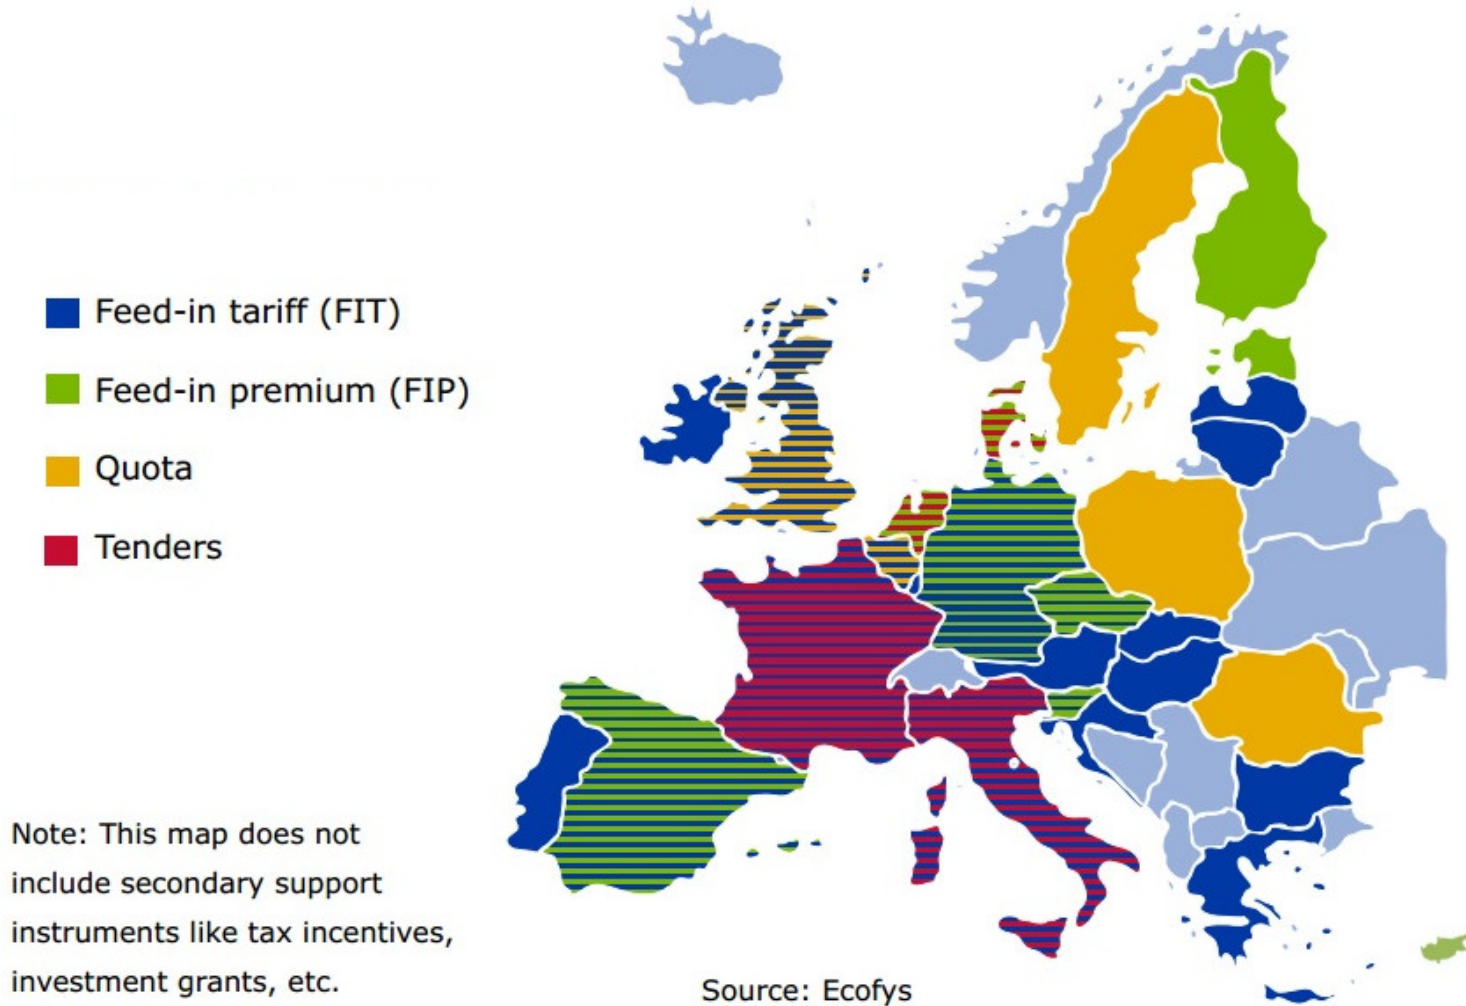 Feed-in tariff (FIT)
Feed-in premium (FIP)
Quota
Tenders
Note: This map does not
include secondary support
instruments like tax incentives,
investment grants, etc.
Source: Ecofys